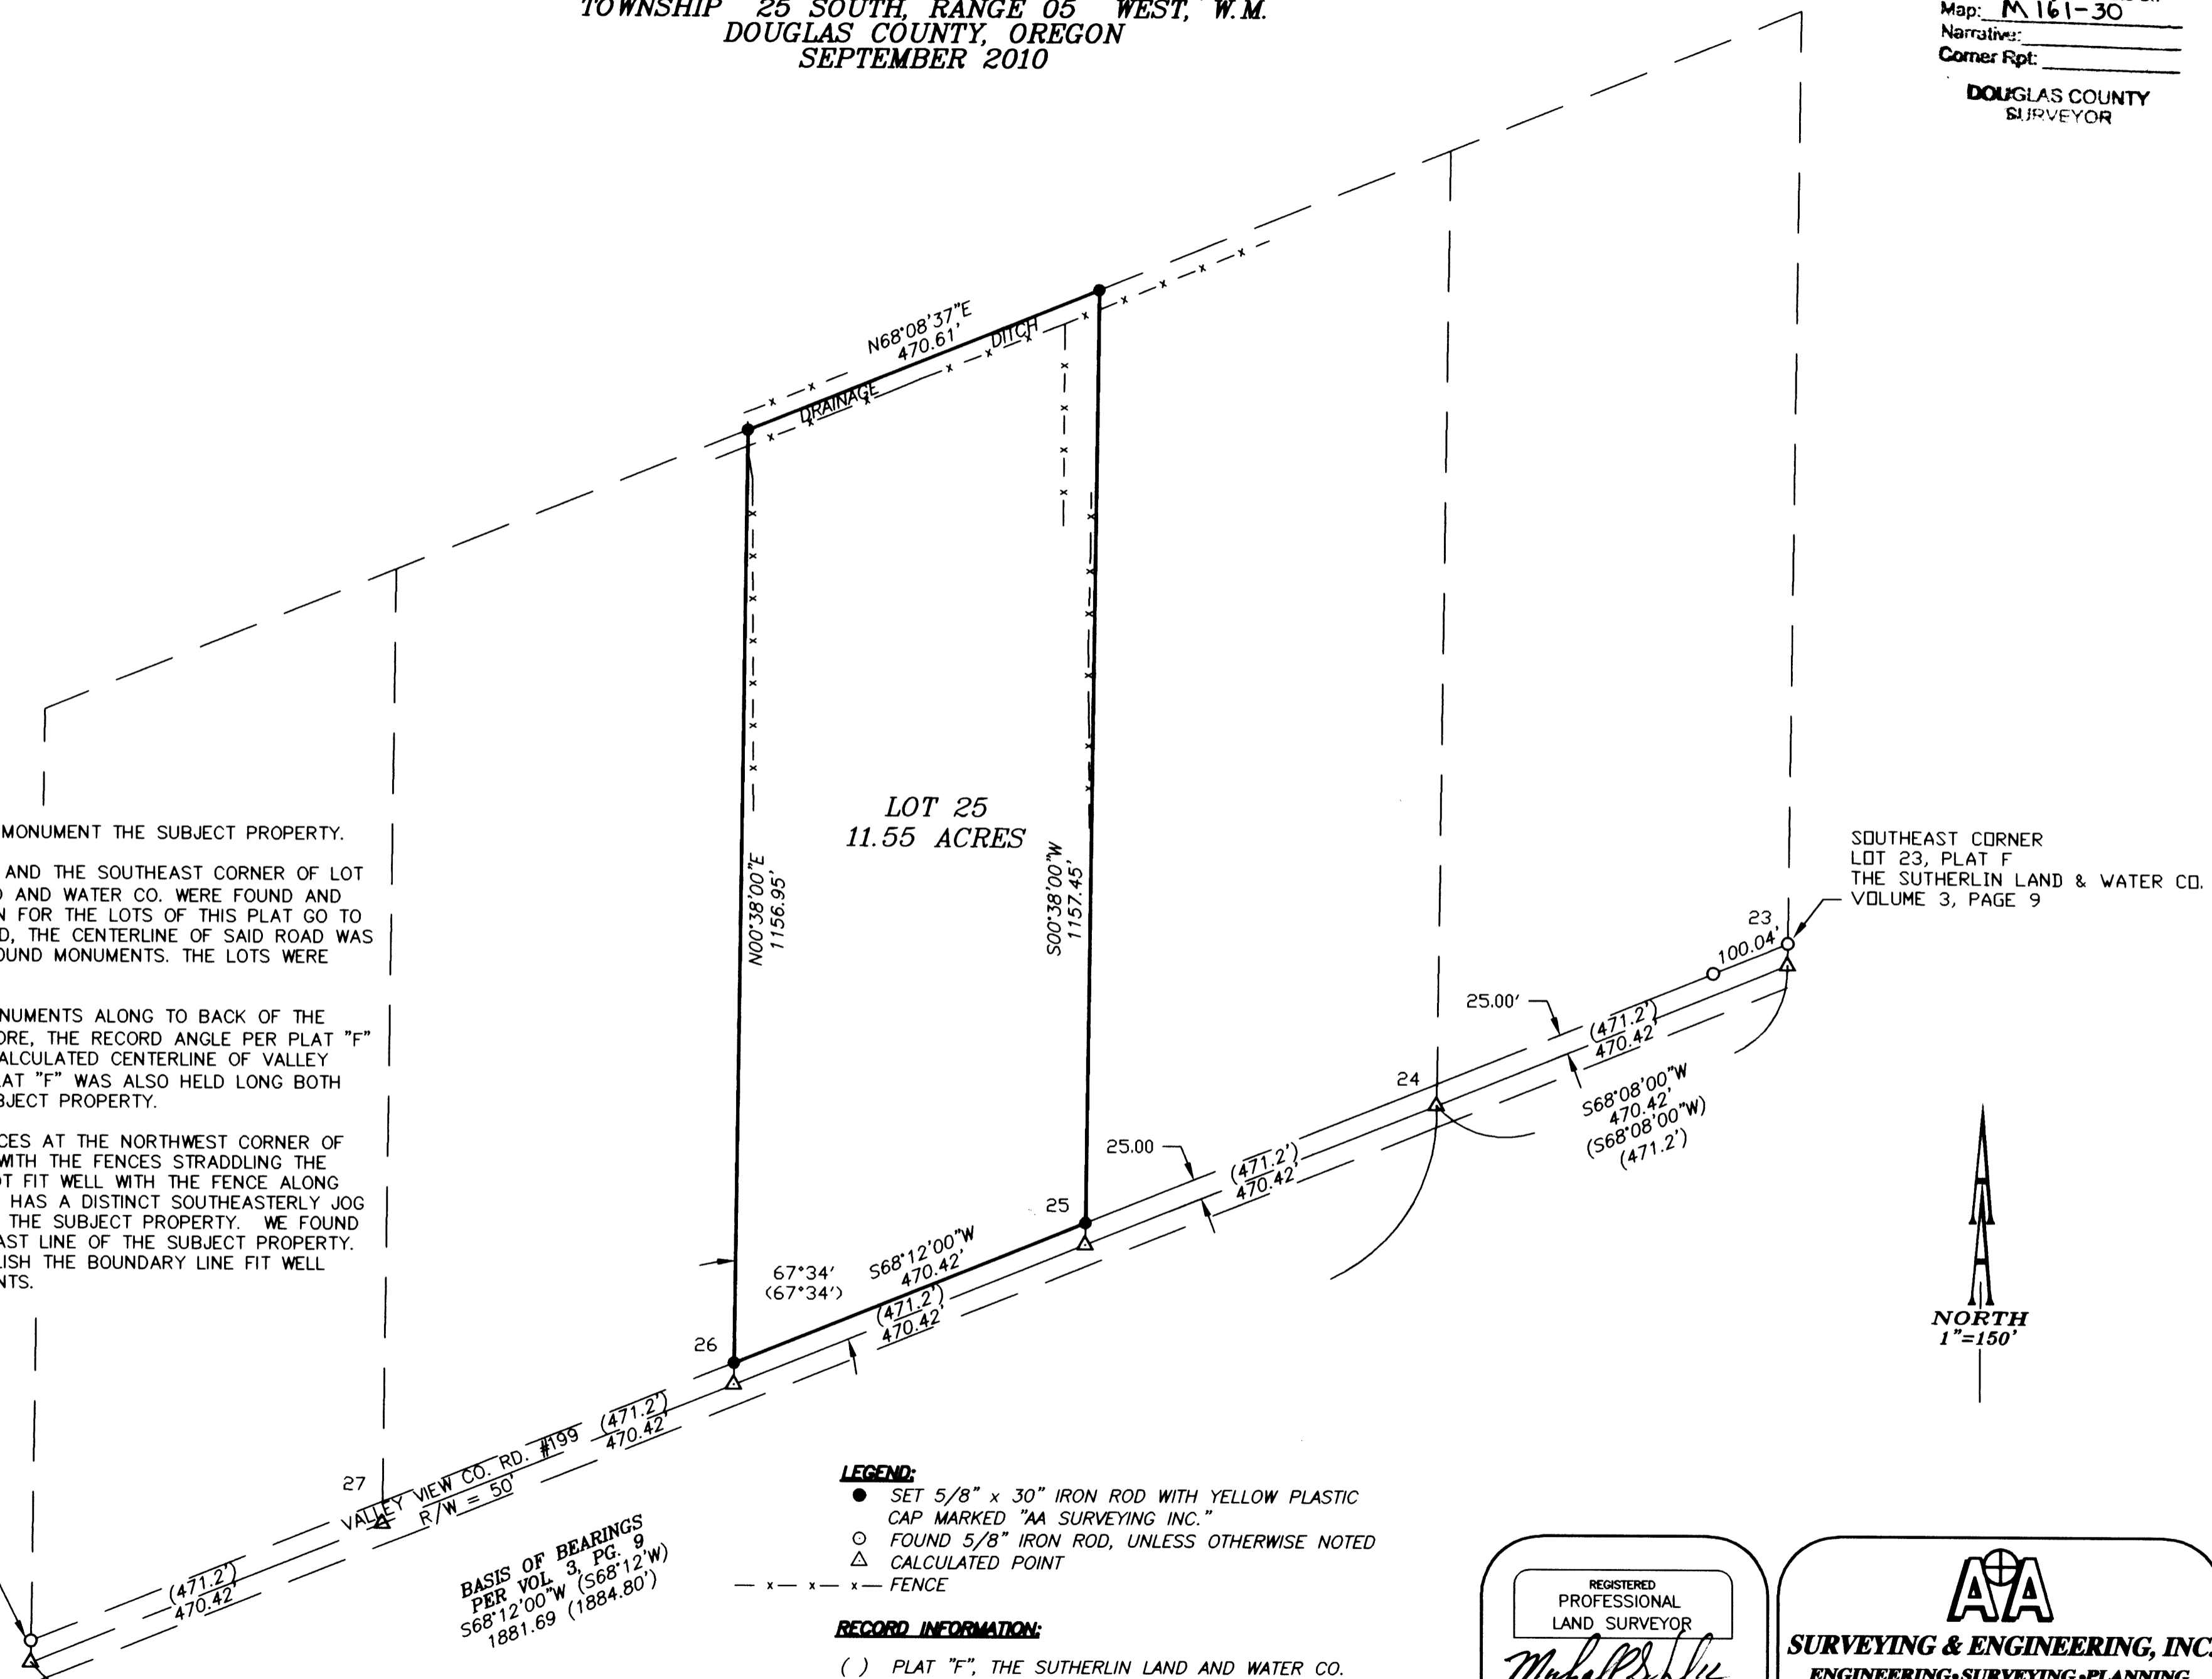 TOWNSHIP 25 SOUTH, RANGE 05 WEST, W.M.
DOUGLAS COUNTY, OREGON
SEPTEMBER 2010
Map: M 161-30
Narrative:
Corner Rpt:
DOUGLAS COUNTY
SURVEYOR
N68°08'37"E
470.61'
DRAINAGE DITCH
LOT 25
11.55 ACRES
N00°38'00"E
1156.95'
S00°38'00"W
1157.45'
MONUMENT THE SUBJECT PROPERTY.
AND THE SOUTHEAST CORNER OF LOT
AND WATER CO. WERE FOUND AND
FOR THE LOTS OF THIS PLAT GO TO
THE CENTERLINE OF SAID ROAD WAS
MONUMENTS. THE LOTS WERE
ALONG TO BACK OF THE
THE RECORD ANGLE PER PLAT "F"
CENTERLINE OF VALLEY
"F" WAS ALSO HELD LONG BOTH
PROPERTY.
AT THE NORTHWEST CORNER OF
WITH THE FENCES STRADDLING THE
FIT WELL WITH THE FENCE ALONG
HAS A DISTINCT SOUTHEASTERLY JOG
THE SUBJECT PROPERTY. WE FOUND
LINE OF THE SUBJECT PROPERTY.
THE BOUNDARY LINE FIT WELL
SOUTHEAST CORNER
LOT 23, PLAT F
THE SUTHERLIN LAND & WATER CO.
VOLUME 3, PAGE 9
23
100.04'
25.00'
(471.2')
470.42'
S68°08'00"W
470.42'
(S68°08'00"W)
(471.2')
24
25.00
(471.2')
470.42'
25
S68°12'00"W
470.42'
67°34'
(67°34')
(471.2')
470.42'
26
(471.2')
470.42'
27
VALLEY VIEW CO. RD. #199
R/W = 50'
(471.2')
470.42'
BASIS OF BEARINGS
PER VOL. 3, PG. 9
S68°12'00"W (S68°12'W)
1881.69 (1884.80')
NORTH
1"=150'
LEGEND:
SET 5/8" x 30" IRON ROD WITH YELLOW PLASTIC
CAP MARKED "AA SURVEYING INC."
FOUND 5/8" IRON ROD, UNLESS OTHERWISE NOTED
CALCULATED POINT
— x — x — x — FENCE
RECORD INFORMATION:
( ) PLAT "F", THE SUTHERLIN LAND AND WATER CO.
REGISTERED
PROFESSIONAL
LAND SURVEYOR
AA
SURVEYING & ENGINEERING, INC
ENGINEERING•SURVEYING•PLANNING